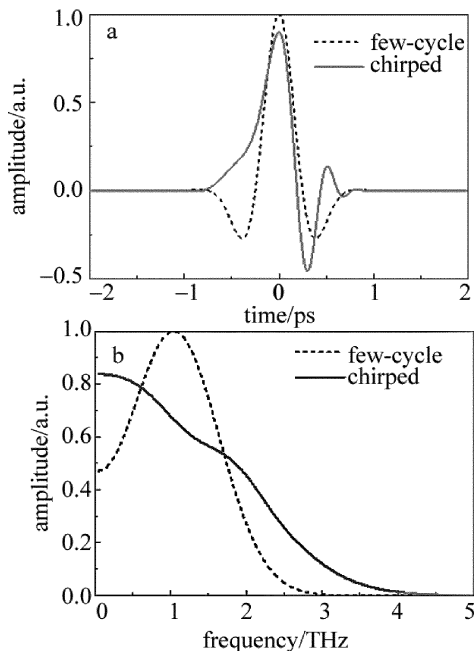 a
few-cycle
chirped
amplitude/a.u.
1.0
0.5
0.0
−0.5
−2
−1
0
1
2
time/ps
b
few-cycle
chirped
amplitude/a.u.
1.0
0.8
0.6
0.4
0.2
0.0
0
1
2
3
4
5
frequency/THz